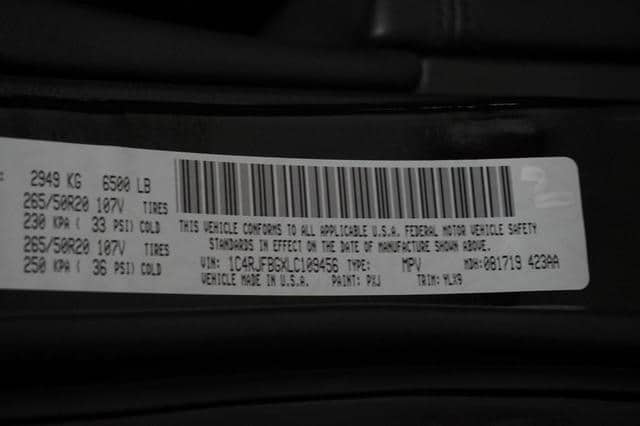 : 2949 KG 6500 LB
265/50R20 107V TIRES
230 KPA ( 33 PSI) COLD
265/50R20 107V TIRES
250 KPA ( 36 PSI) COLD
THIS VEHICLE CONFORMS TO ALL APPLICABLE U.S.A. FEDERAL MOTOR VEHICLE SAFETY
STANDARDS IN EFFECT ON THE DATE OF MANUFACTURE SHOWN ABOVE.
VIN: 1C4RJFBGXLC109456 TYPE: MPV MDH:081719 423AA
VEHICLE MADE IN U.S.A. PAINT: PXJ TRIM: YLX9